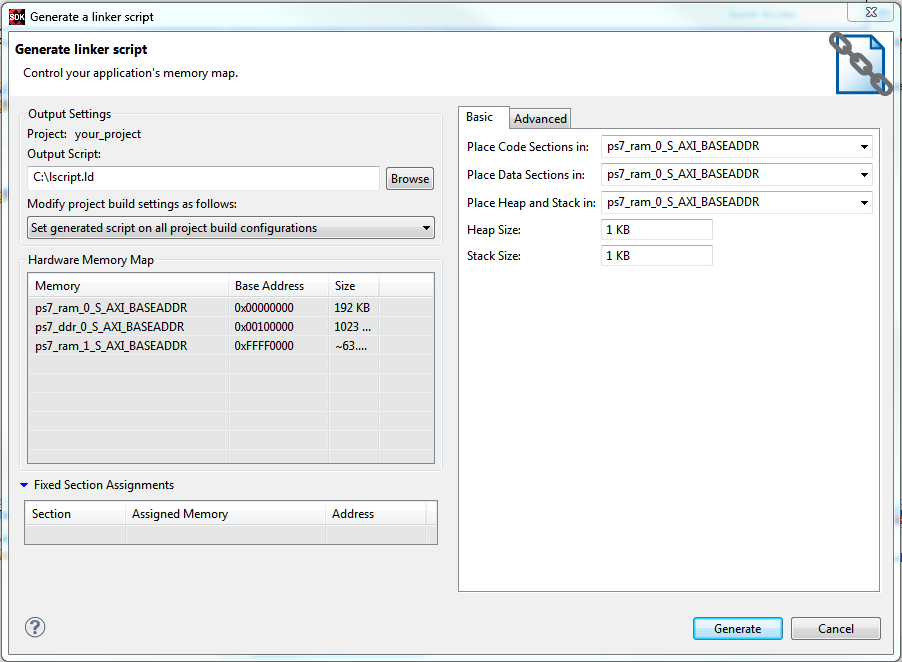 SDK Generate a linker script
Generate linker script
Control your application's memory map.
Output Settings
Project: your_project
Output Script:
C:\lscript.ld
Browse
Modify project build settings as follows:
Set generated script on all project build configurations
Hardware Memory Map
Memory Base Address Size
ps7_ram_0_S_AXI_BASEADDR 0x00000000 192 KB
ps7_ddr_0_S_AXI_BASEADDR 0x00100000 1023 ...
ps7_ram_1_S_AXI_BASEADDR 0xFFFF0000 ~63....
Fixed Section Assignments
Section Assigned Memory Address
Basic Advanced
Place Code Sections in: ps7_ram_0_S_AXI_BASEADDR
Place Data Sections in: ps7_ram_0_S_AXI_BASEADDR
Place Heap and Stack in: ps7_ram_0_S_AXI_BASEADDR
Heap Size: 1 KB
Stack Size: 1 KB
? Generate Cancel